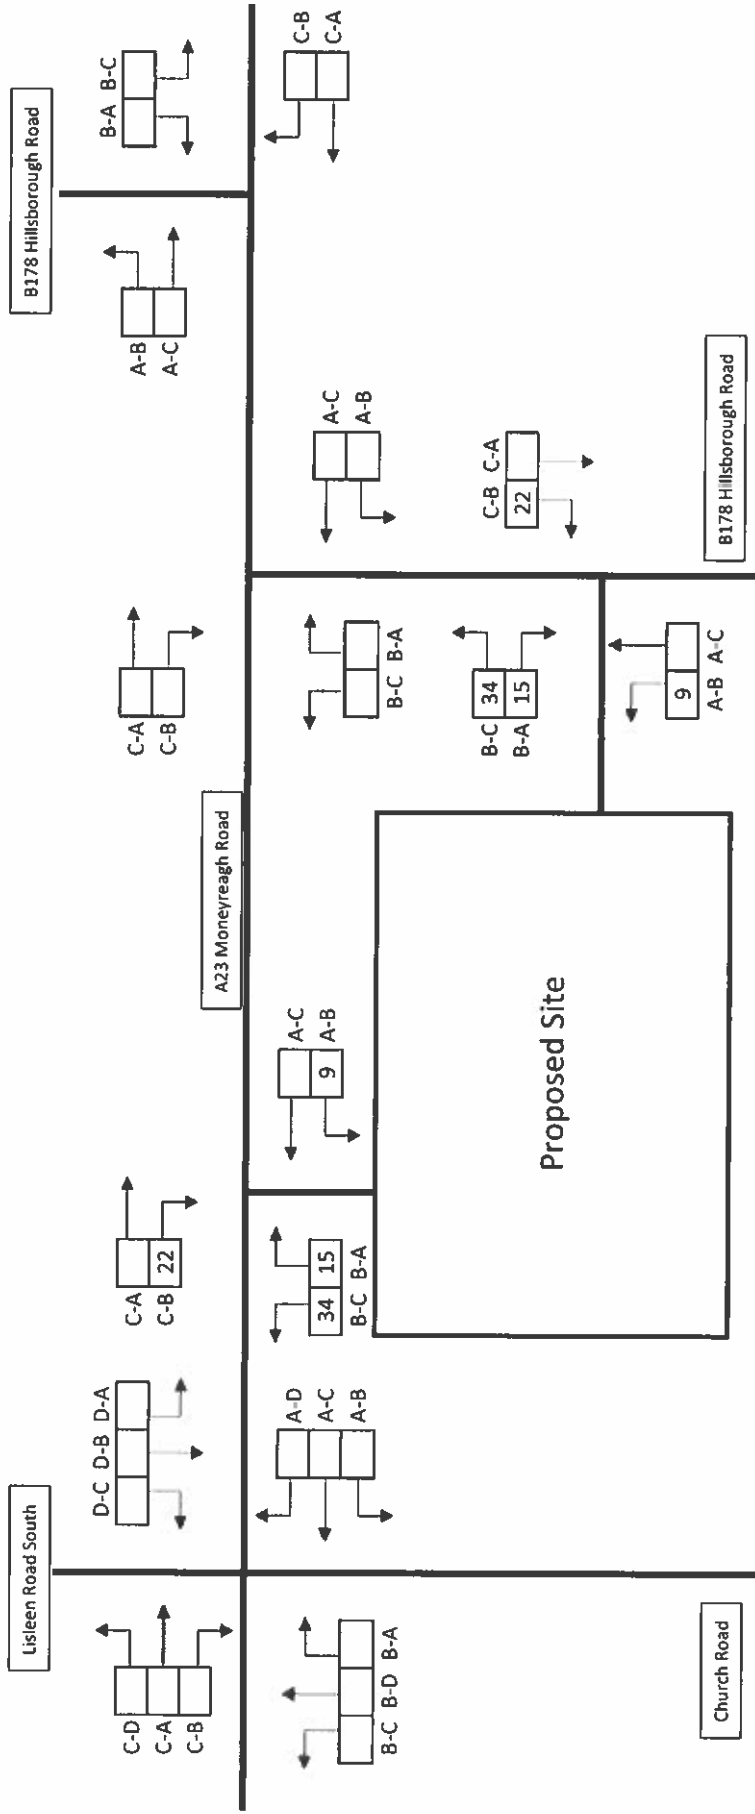 Lisleen Road South
B178 Hillsborough Road
D-C D-B D-A
B-A B-C
C-D
C-A
C-B
C-A
C-B 22
C-A
C-B
A-B
A-C
A23 Moneyreagh Road
A-D
A-C
A-B
B-C B-D B-A
34 15
B-C B-A
A-C
9 A-B
B-C B-A
A-C
A-B
C-B
C-A
C-B C-A
22
B-C 34
B-A 15
9
A-B A-C
Proposed Site
Church Road
B178 Hillsborough Road